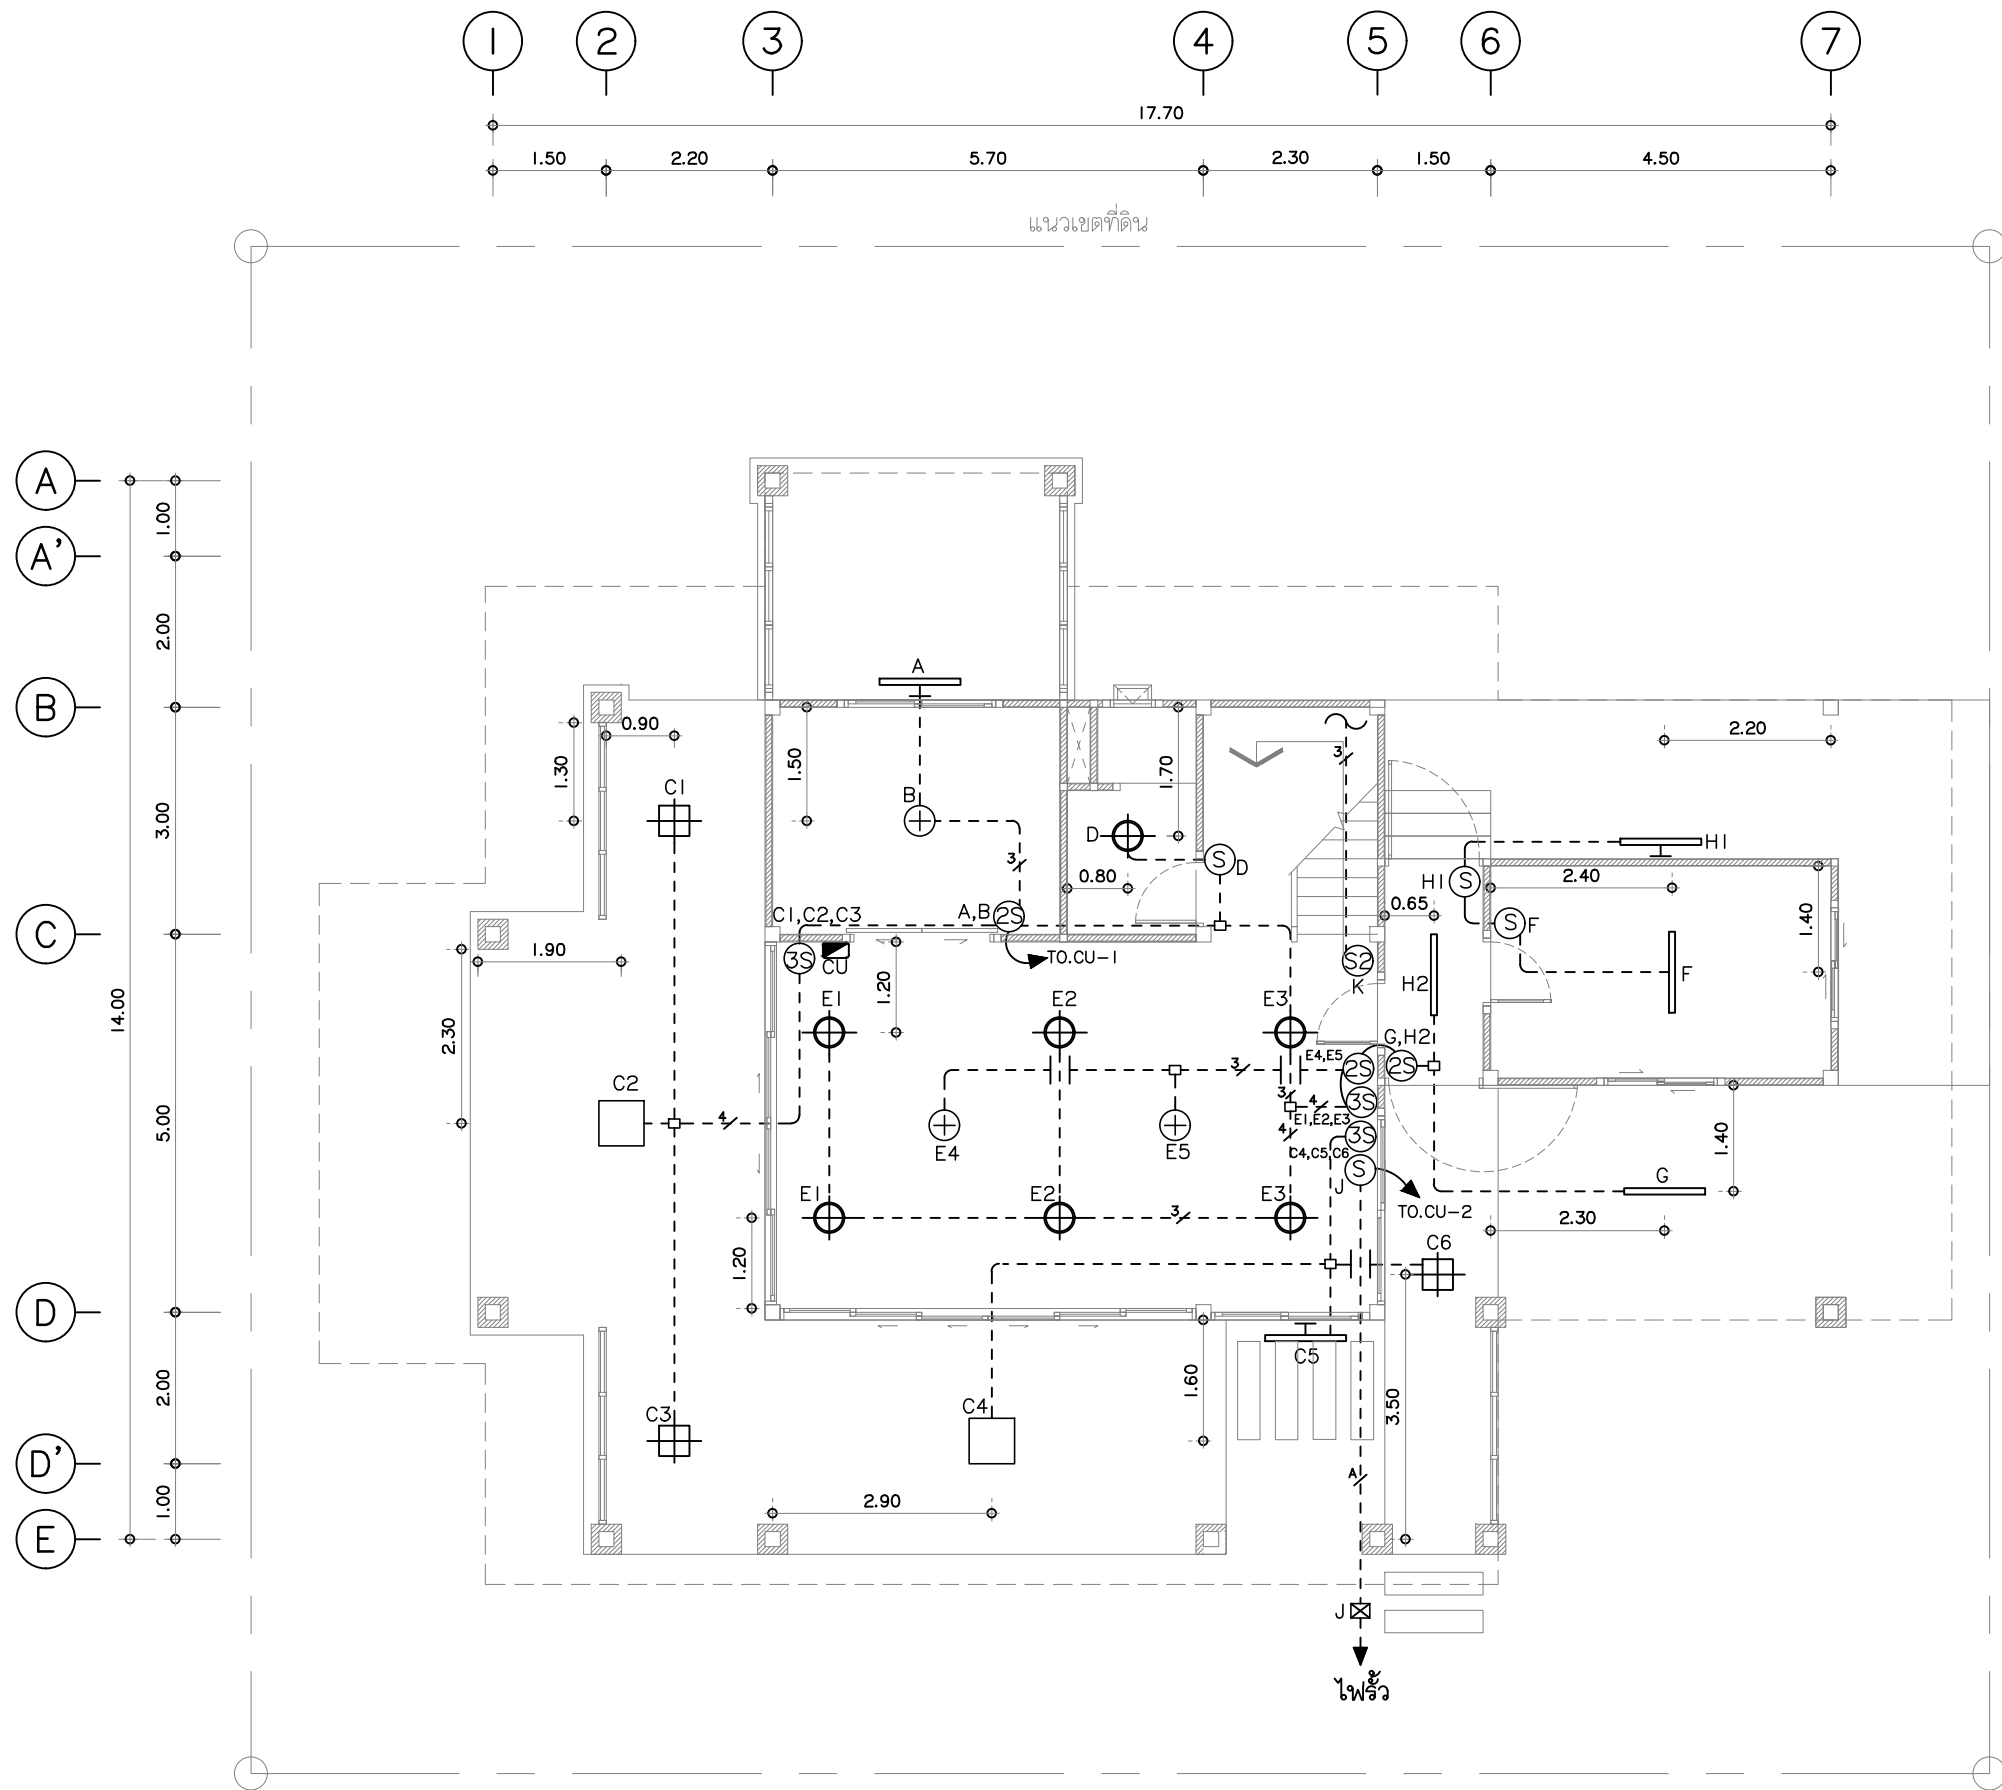 1 2 3 4 5 6 7
17.70
1.50 2.20 5.70 2.30 1.50 4.50
แนวเขตที่ดิน
A
1.00
A'
2.00
A
B
0.90 2.20
1.30 1.50 1.70 3
C1
B
D H1
3 D
0.80 H1 2.40
3.00 0.65 1.40
C1,C2,C3 A,B 2S S F
C
3S CU TO.CU-1 S2
1.90 K H2 F
E1 1.20 E2 E3
14.00 2.30
G,H2
E4,E5
3 2S 2S
C2 3 4 3S
5.00 4 E1,E2,E3
4 3S 1.40
E4 E5 C4,C5,C6
S
E1 E2 E3 J G
3 TO.CU-2
2.30
1.20 C6
D
C5
2.00 1.60 3.50
C3 C4
D'
A
1.00 2.90
E
J
ไฟรั้ว